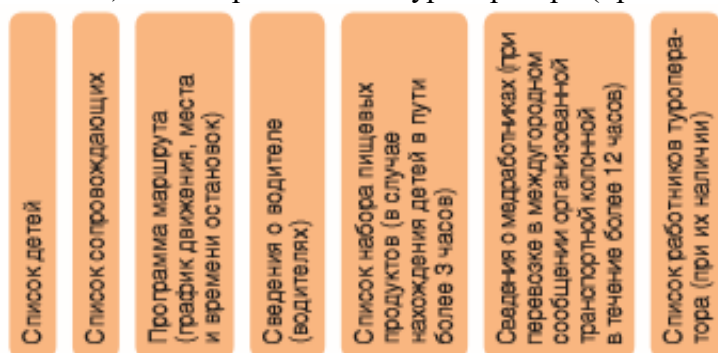 Список детей
Список сопровождающих
Программа маршрута
(график движения, места
и времени остановок)
Сведения о водителе
(водителях)
Список набора пищевых
продуктов (в случае
нахождения детей в пути
более 3 часов)
Сведения о медработниках (при
перевозке в междугородном
сообщении организованной
транспортной колонной
в течение более 12 часов)
Список работников туропера-
тора (при их наличии)